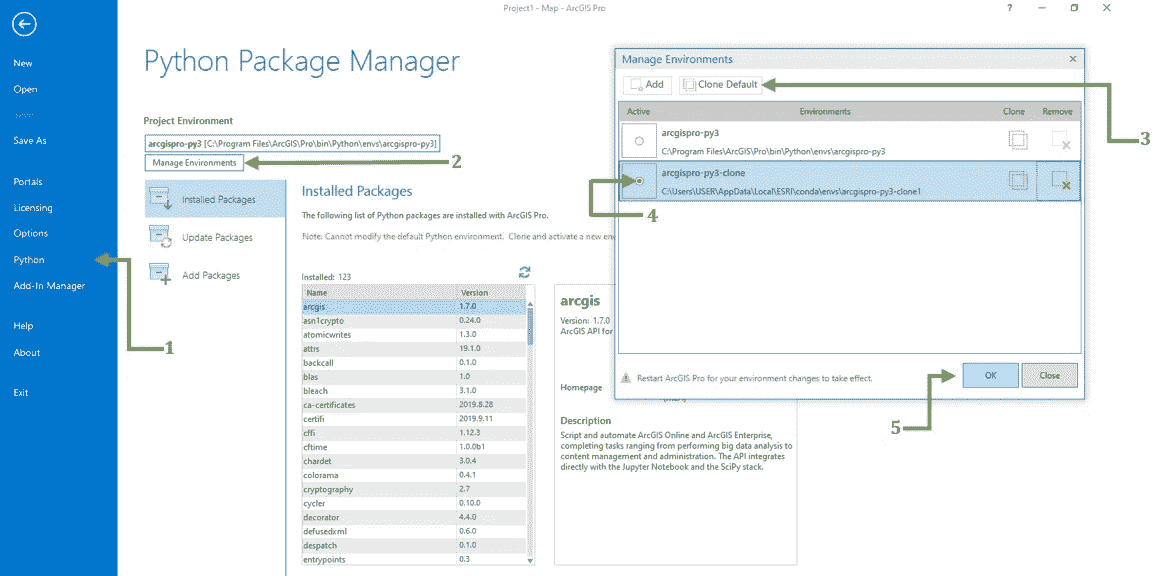 Project1 - Map - ArcGIS Pro
?
New
Open
Save As
Portals
Licensing
Options
Python
Add-In Manager
Help
About
Exit
1
Python Package Manager
Project Environment
arcgispro-py3 [C:\Program Files\ArcGIS\Pro\bin\Python\envs\arcgispro-py3]
Manage Environments
2
Installed Packages
Update Packages
Add Packages
Installed Packages
The following list of Python packages are installed with ArcGIS Pro.
Note: Cannot modify the default Python environment. Clone and activate a new env
Installed: 123
Name Version
arcgis 1.7.0
asn1crypto 0.24.0
atomicwrites 1.3.0
attrs 19.1.0
backcall 0.1.0
blas 1.0
bleach 3.1.0
ca-certificates 2019.8.28
certifi 2019.9.11
cffi 1.12.3
cftime 1.0.0b1
chardet 3.0.4
colorama 0.4.1
cryptography 2.7
cycler 0.10.0
decorator 4.4.0
defusedxml 0.6.0
despatch 0.1.0
entrypoints 0.3
arcgis
Version: 1.7.0
ArcGIS API for
Homepage
Description
Script and automate ArcGIS Online and ArcGIS Enterprise,
completing tasks ranging from performing big data analysis to
content management and administration. The API integrates
directly with the Jupyter Notebook and the SciPy stack.
Manage Environments
Add Clone Default
3
Active Environments Clone Remove
arcgispro-py3
C:\Program Files\ArcGIS\Pro\bin\Python\envs\arcgispro-py3
arcgispro-py3-clone
C:\Users\USER\AppData\Local\ESRI\conda\envs\arcgispro-py3-clone1
4
Restart ArcGIS Pro for your environment changes to take effect.
OK Close
5